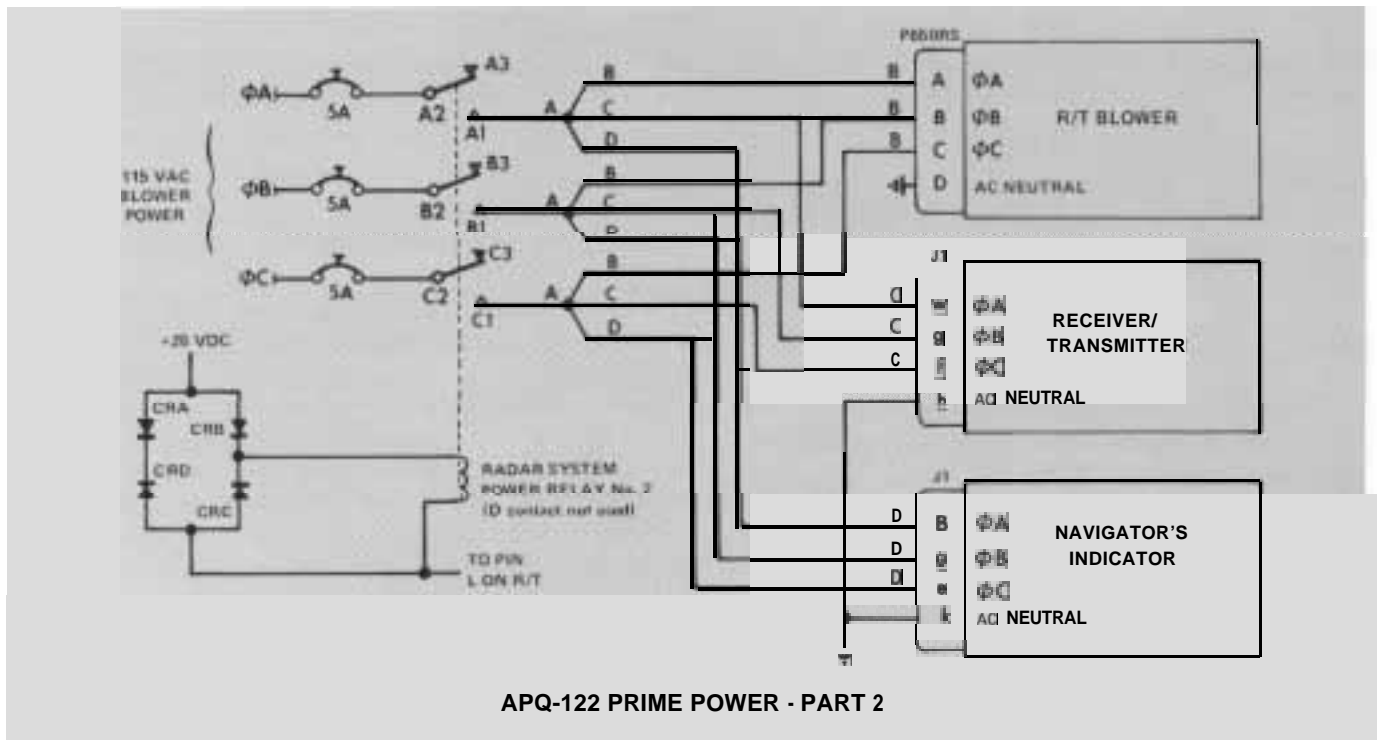 P660RS
ΦA
5A
A2
A3
A1
A
B
C
D
115 VAC
BLOWER
POWER
ΦB
5A
B2
B3
B1
A
B
C
ΦC
5A
C2
C3
C1
A
B
C
D
B
B
B
A ΦA
B ΦB
C ΦC
D AC NEUTRAL
R/T BLOWER
J1
C
C
C
w ΦA
g ΦB
ΦC
h AC NEUTRAL
RECEIVER/
TRANSMITTER
CRA
CRB
CRD
CRC
RADAR SYSTEM
POWER RELAY No. 2
(D contact not used)
TO PIN
L ON R/T
J1
D
D
D
B ΦA
ΦB
e ΦC
k AC NEUTRAL
NAVIGATOR'S
INDICATOR
APQ-122 PRIME POWER - PART 2